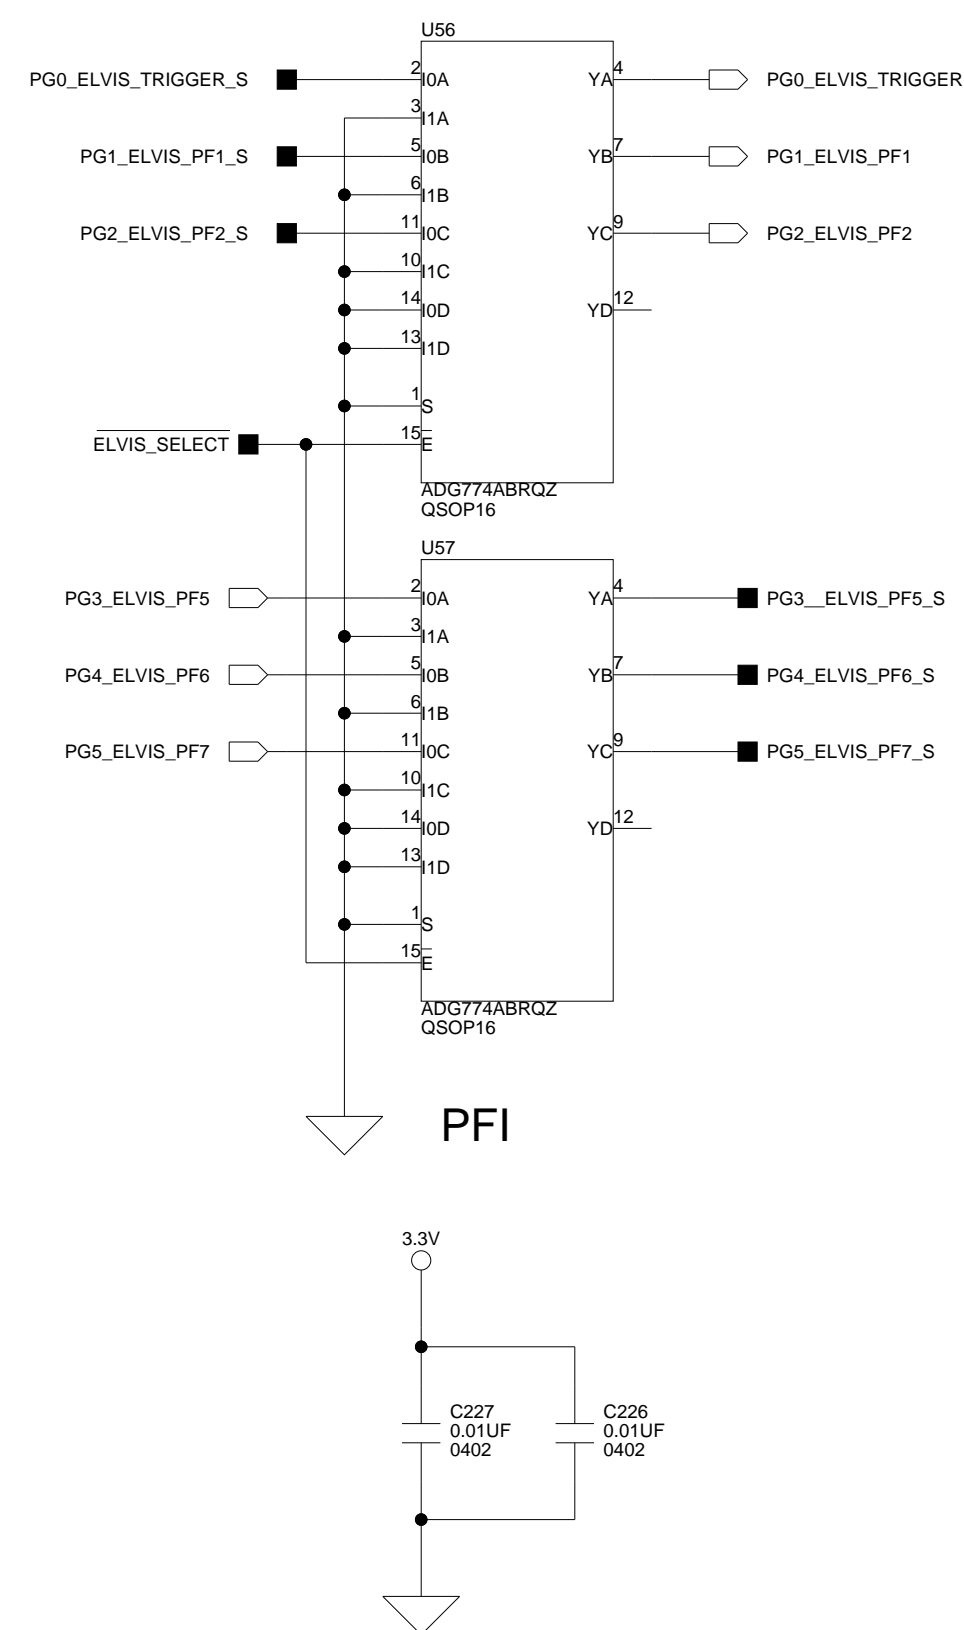 U56
PG0_ELVIS_TRIGGER_S 2 I0A YA 4 PG0_ELVIS_TRIGGER
3 I1A
PG1_ELVIS_PF1_S 5 I0B YB 7 PG1_ELVIS_PF1
6 I1B
PG2_ELVIS_PF2_S 11 I0C YC 9 PG2_ELVIS_PF2
10 I1C
14 I0D YD 12
13 I1D
1 S
ELVIS_SELECT 15 E
ADG774ABRQZ
QSOP16
U57
PG3_ELVIS_PF5 2 I0A YA 4 PG3__ELVIS_PF5_S
3 I1A
PG4_ELVIS_PF6 5 I0B YB 7 PG4_ELVIS_PF6_S
6 I1B
PG5_ELVIS_PF7 11 I0C YC 9 PG5_ELVIS_PF7_S
10 I1C
14 I0D YD 12
13 I1D
1 S
15 E
ADG774ABRQZ
QSOP16
PFI
3.3V
C227 C226
0.01UF 0.01UF
0402 0402